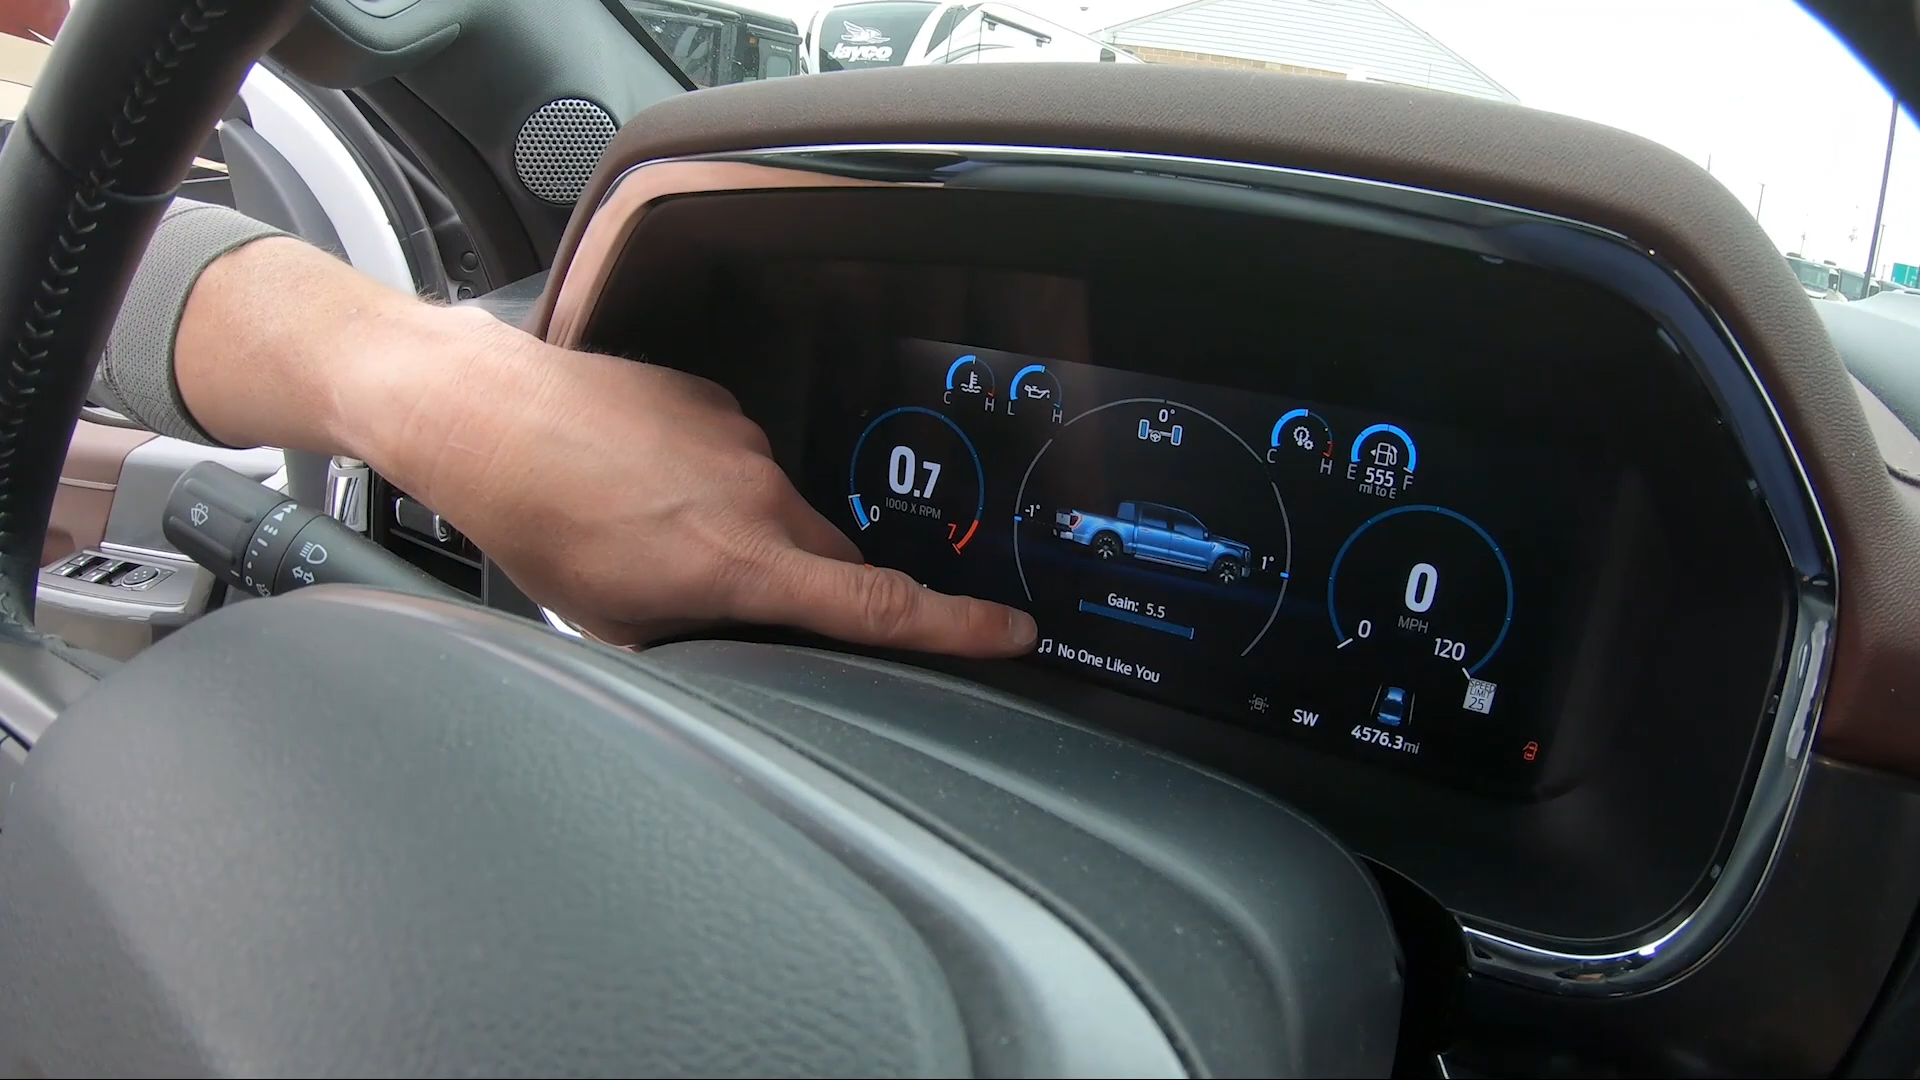 Jayco
C
H
L
H
0°
C
H
E
555
F
mi to E
0.7
1000 X RPM
0
7
-1°
1°
0
MPH
0
120
Gain: 5.5
No One Like You
SPEED
LIMIT
25
SW
4576.3mi